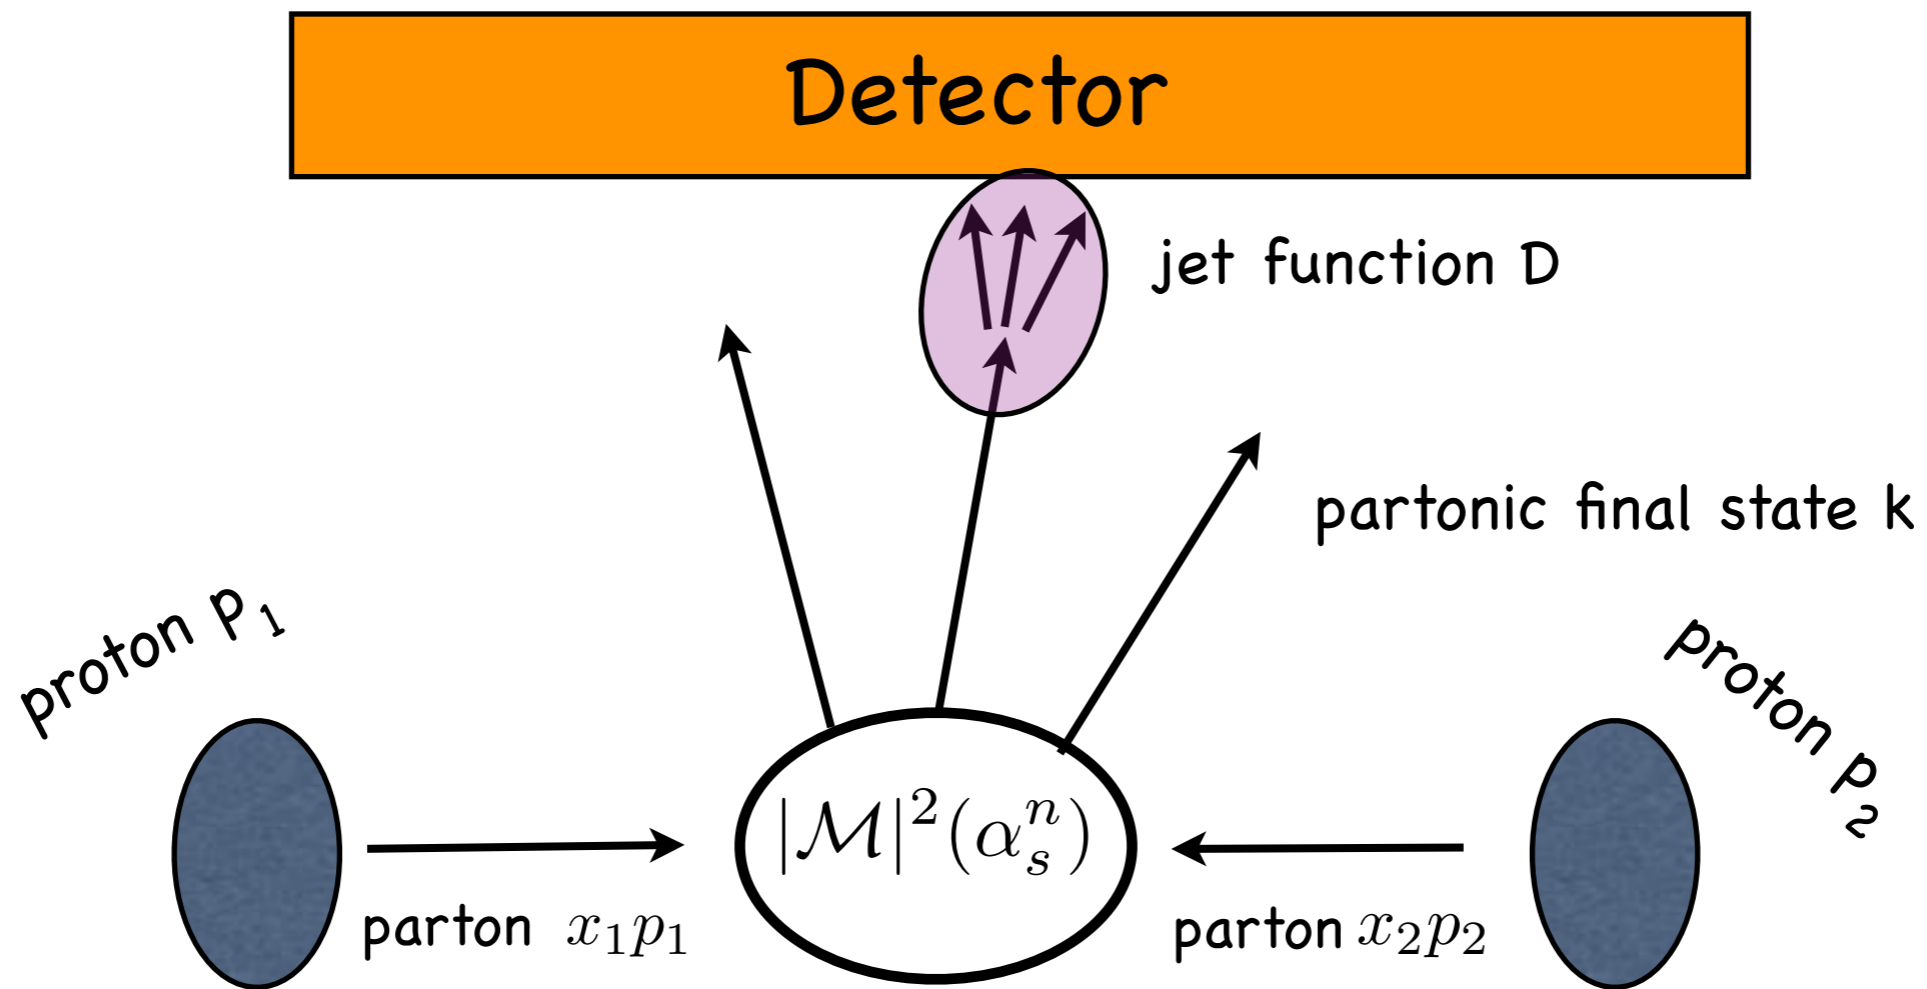 Detector
jet function D
partonic final state k
proton p₁
proton p₂
|ℳ|²(αₛⁿ)
parton x₁p₁
parton x₂p₂